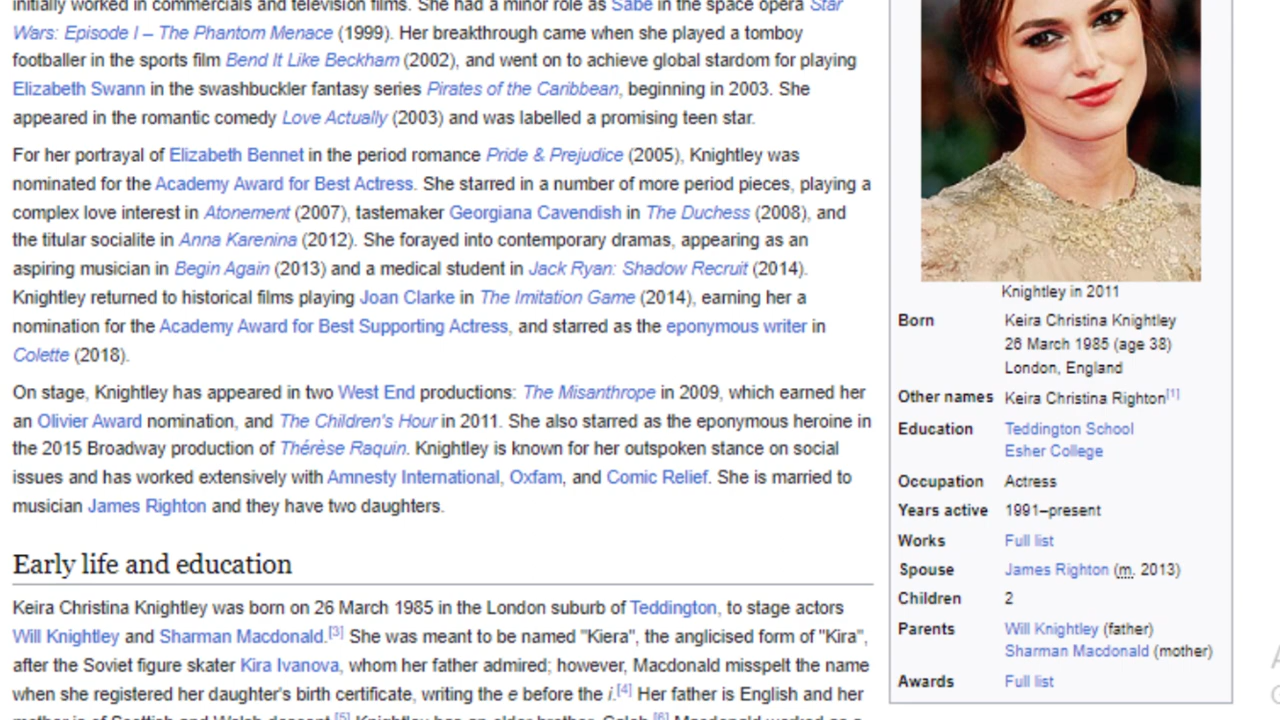 initially worked in commercials and television films. She had a minor role as Sabé in the space opera Star
Wars: Episode I – The Phantom Menace (1999). Her breakthrough came when she played a tomboy
footballer in the sports film Bend It Like Beckham (2002), and went on to achieve global stardom for playing
Elizabeth Swann in the swashbuckler fantasy series Pirates of the Caribbean, beginning in 2003. She
appeared in the romantic comedy Love Actually (2003) and was labelled a promising teen star.
For her portrayal of Elizabeth Bennet in the period romance Pride & Prejudice (2005), Knightley was
nominated for the Academy Award for Best Actress. She starred in a number of more period pieces, playing a
complex love interest in Atonement (2007), tastemaker Georgiana Cavendish in The Duchess (2008), and
the titular socialite in Anna Karenina (2012). She forayed into contemporary dramas, appearing as an
aspiring musician in Begin Again (2013) and a medical student in Jack Ryan: Shadow Recruit (2014).
Knightley returned to historical films playing Joan Clarke in The Imitation Game (2014), earning her a
nomination for the Academy Award for Best Supporting Actress, and starred as the eponymous writer in
Colette (2018).
On stage, Knightley has appeared in two West End productions: The Misanthrope in 2009, which earned her
an Olivier Award nomination, and The Children's Hour in 2011. She also starred as the eponymous heroine in
the 2015 Broadway production of Thérèse Raquin. Knightley is known for her outspoken stance on social
issues and has worked extensively with Amnesty International, Oxfam, and Comic Relief. She is married to
musician James Righton and they have two daughters.
Early life and education
Keira Christina Knightley was born on 26 March 1985 in the London suburb of Teddington, to stage actors
Will Knightley and Sharman Macdonald.[3] She was meant to be named "Kiera", the anglicised form of "Kira",
after the Soviet figure skater Kira Ivanova, whom her father admired; however, Macdonald misspelt the name
when she registered her daughter's birth certificate, writing the e before the i.[4] Her father is English and her
mother is of Scottish and Welsh descent.[5] Knightley has an elder brother, Caleb.[6] Macdonald worked as a
Knightley in 2011
Born Keira Christina Knightley
26 March 1985 (age 38)
London, England
Other names Keira Christina Righton[1]
Education Teddington School
Esher College
Occupation Actress
Years active 1991–present
Works Full list
Spouse James Righton (m. 2013)
Children 2
Parents Will Knightley (father)
Sharman Macdonald (mother)
Awards Full list